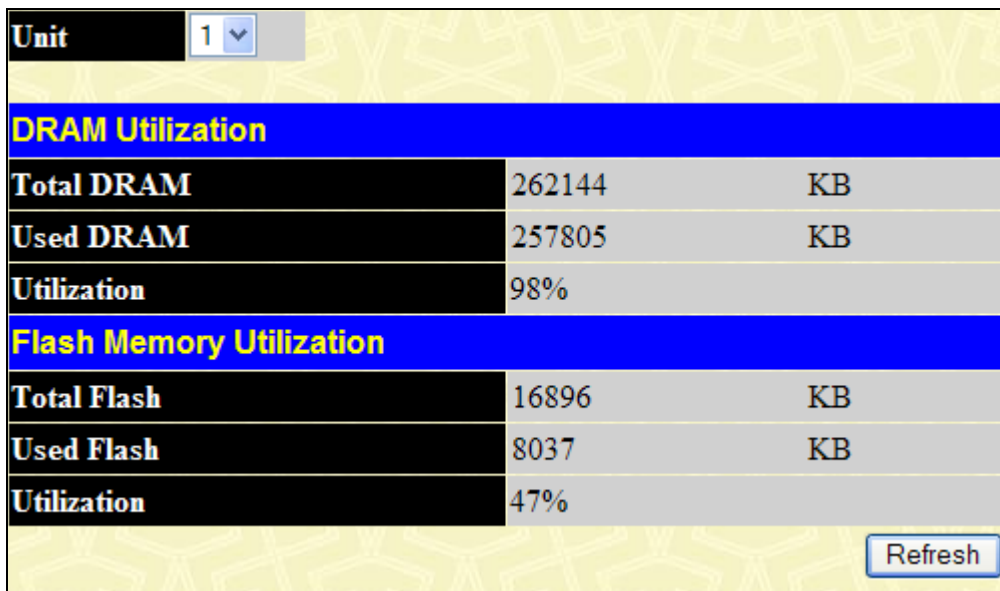 Unit 1
DRAM Utilization
Total DRAM 262144 KB
Used DRAM 257805 KB
Utilization 98%
Flash Memory Utilization
Total Flash 16896 KB
Used Flash 8037 KB
Utilization 47%
Refresh